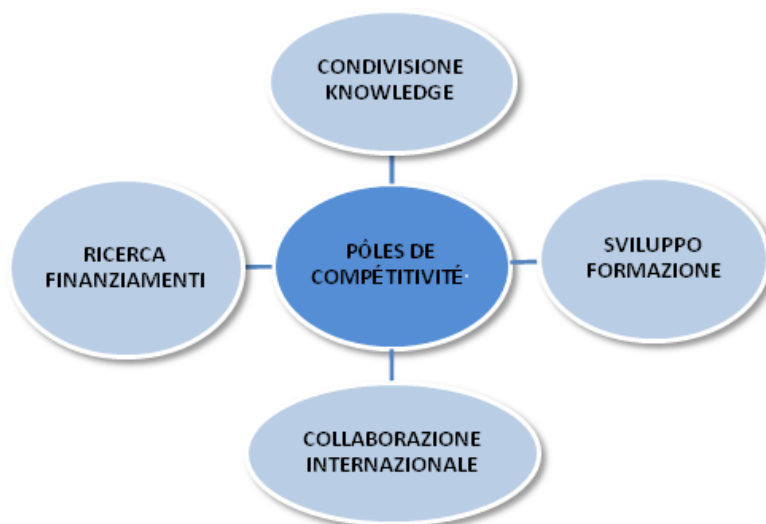 CONDIVISIONE
KNOWLEDGE
RICERCA
FINANZIAMENTI
PÔLES DE
COMPÉTITIVITÉ
SVILUPPO
FORMAZIONE
COLLABORAZIONE
INTERNAZIONALE